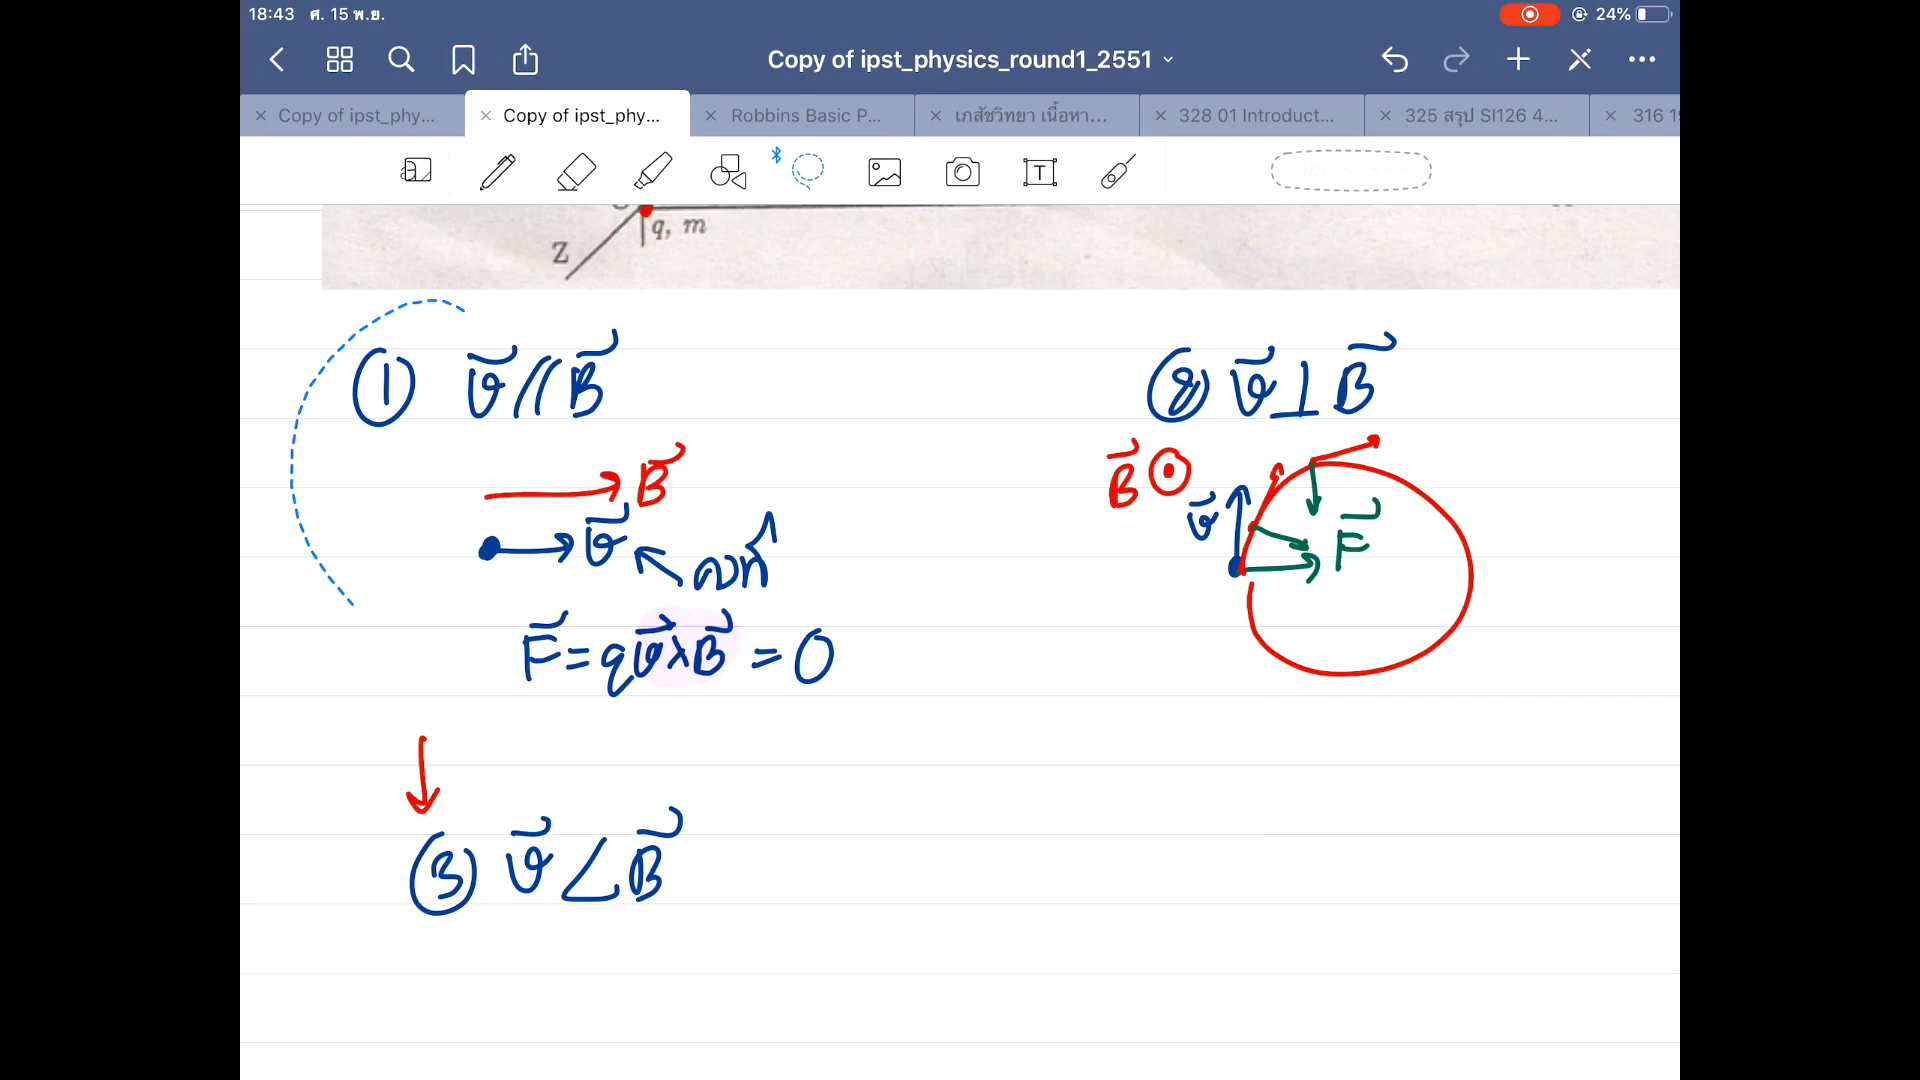 18:43 ศ. 15 พ.ย.
24%
Copy of ipst_physics_round1_2551
Copy of ipst_phy...
Copy of ipst_phy...
Robbins Basic P...
เภสัชวิทยา เนื้อหา...
328 01 Introduct...
325 สรุป SI126 4...
316 1
T
Z
q, m
① v⃗ // B⃗
B⃗
v⃗
คงที่
F⃗ = qv⃗×B⃗ = 0
② v⃗ ⊥ B⃗
B⃗ ⊙
v⃗
F⃗
③ v⃗ ∠ B⃗